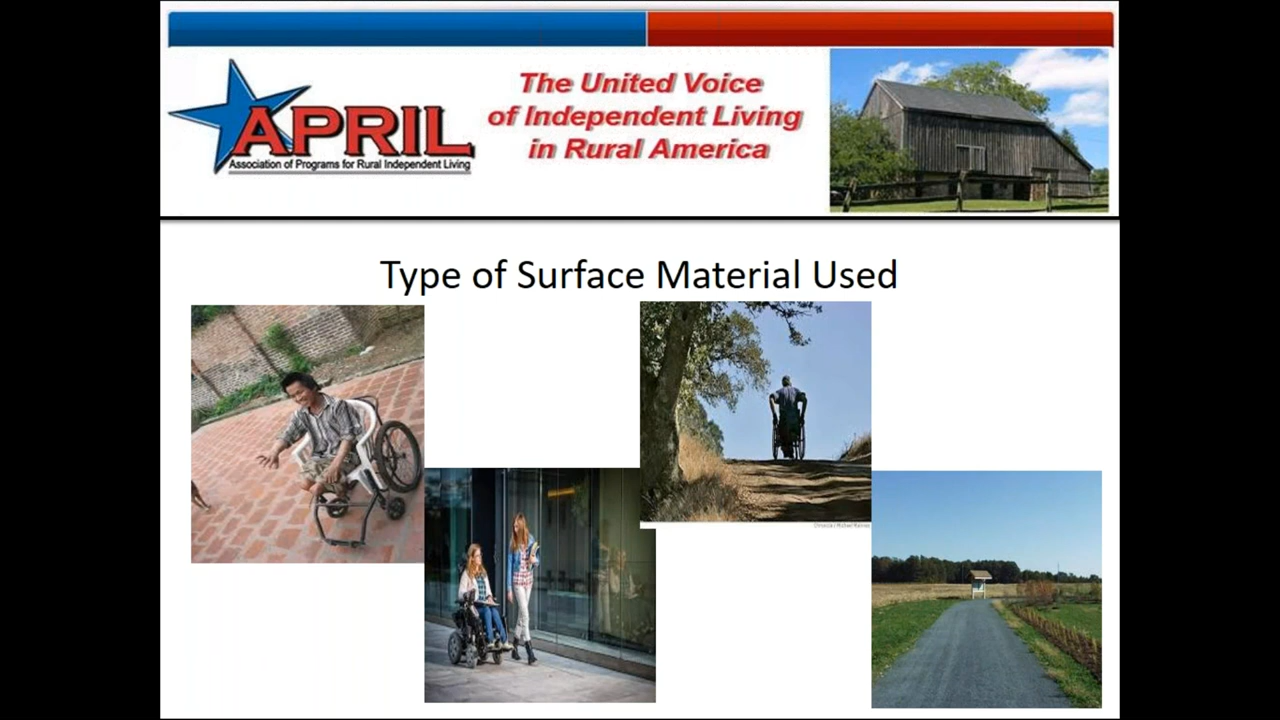 APRIL
Association of Programs for Rural Independent Living
The United Voice
of Independent Living
in Rural America
Type of Surface Material Used